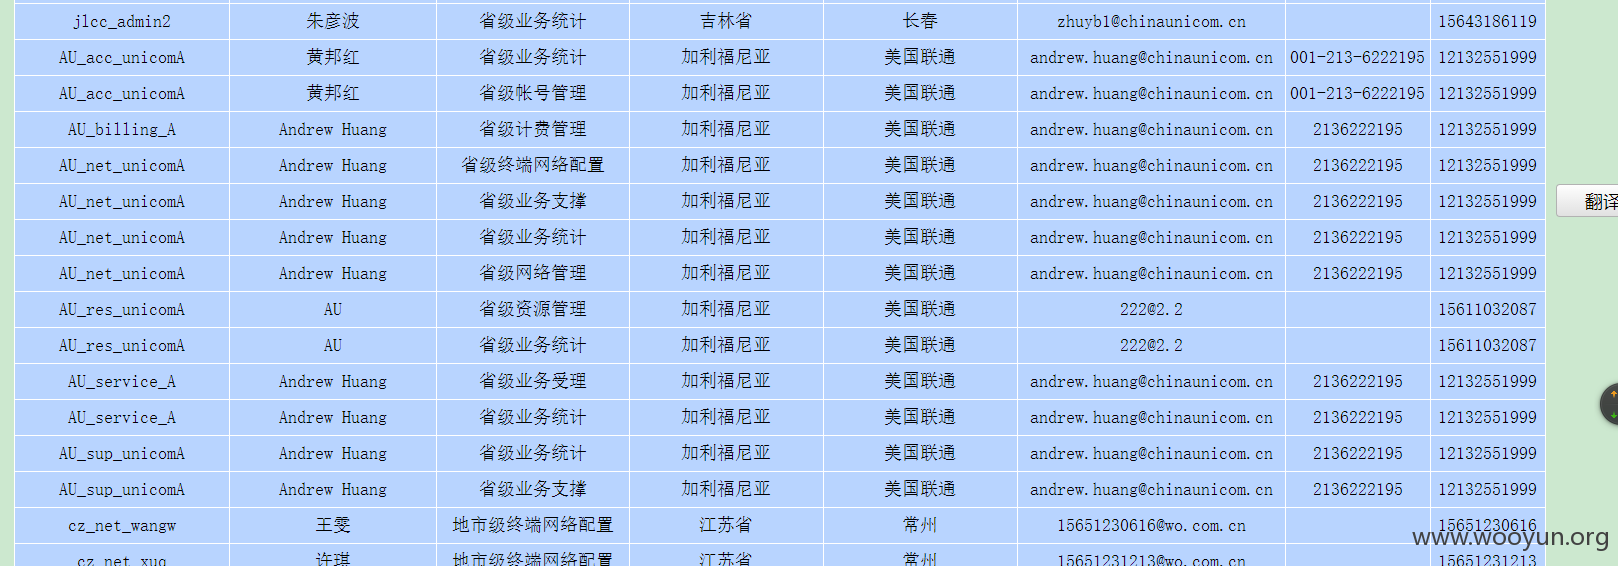 jlcc_admin2 朱彦波 省级业务统计 吉林省 长春 zhuyb1@chinaunicom.cn 15643186119
AU_acc_unicomA 黄邦红 省级业务统计 加利福尼亚 美国联通 andrew.huang@chinaunicom.cn 001-213-6222195 12132551999
AU_acc_unicomA 黄邦红 省级帐号管理 加利福尼亚 美国联通 andrew.huang@chinaunicom.cn 001-213-6222195 12132551999
AU_billing_A Andrew Huang 省级计费管理 加利福尼亚 美国联通 andrew.huang@chinaunicom.cn 2136222195 12132551999
AU_net_unicomA Andrew Huang 省级终端网络配置 加利福尼亚 美国联通 andrew.huang@chinaunicom.cn 2136222195 12132551999
AU_net_unicomA Andrew Huang 省级业务支撑 加利福尼亚 美国联通 andrew.huang@chinaunicom.cn 2136222195 12132551999
翻译
AU_net_unicomA Andrew Huang 省级业务统计 加利福尼亚 美国联通 andrew.huang@chinaunicom.cn 2136222195 12132551999
AU_net_unicomA Andrew Huang 省级网络管理 加利福尼亚 美国联通 andrew.huang@chinaunicom.cn 2136222195 12132551999
AU_res_unicomA AU 省级资源管理 加利福尼亚 美国联通 222@2.2 15611032087
AU_res_unicomA AU 省级业务统计 加利福尼亚 美国联通 222@2.2 15611032087
AU_service_A Andrew Huang 省级业务受理 加利福尼亚 美国联通 andrew.huang@chinaunicom.cn 2136222195 12132551999
AU_service_A Andrew Huang 省级业务统计 加利福尼亚 美国联通 andrew.huang@chinaunicom.cn 2136222195 12132551999
AU_sup_unicomA Andrew Huang 省级业务统计 加利福尼亚 美国联通 andrew.huang@chinaunicom.cn 2136222195 12132551999
AU_sup_unicomA Andrew Huang 省级业务支撑 加利福尼亚 美国联通 andrew.huang@chinaunicom.cn 2136222195 12132551999
cz_net_wangw 王雯 地市级终端网络配置 江苏省 常州 15651230616@wo.com.cn 15651230616
www.wooyun.org
cz_net_xuq 许琪 地市级终端网络配置 江苏省 常州 15651231213@wo.com.cn 15651231213